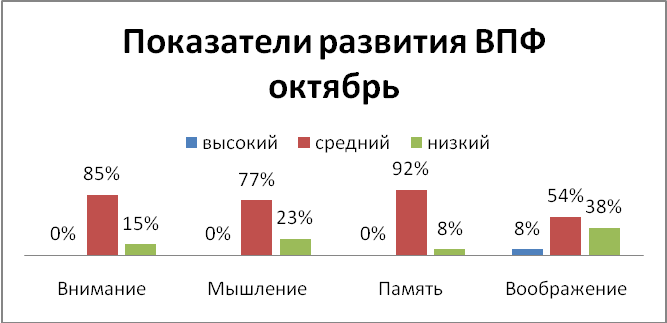 Показатели развития ВПФ
октябрь
высокий средний низкий
0% 85% 15% 0% 77% 23% 0% 92% 8% 8% 54% 38%
Внимание Мышление Память Воображение